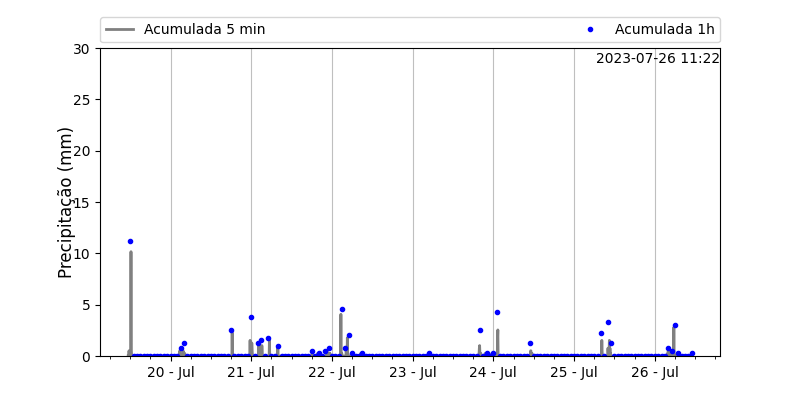 Acumulada 5 min
Acumulada 1h
2023-07-26 11:22
Precipitação (mm)
30
25
20
15
10
5
0
20 - Jul
21 - Jul
22 - Jul
23 - Jul
24 - Jul
25 - Jul
26 - Jul